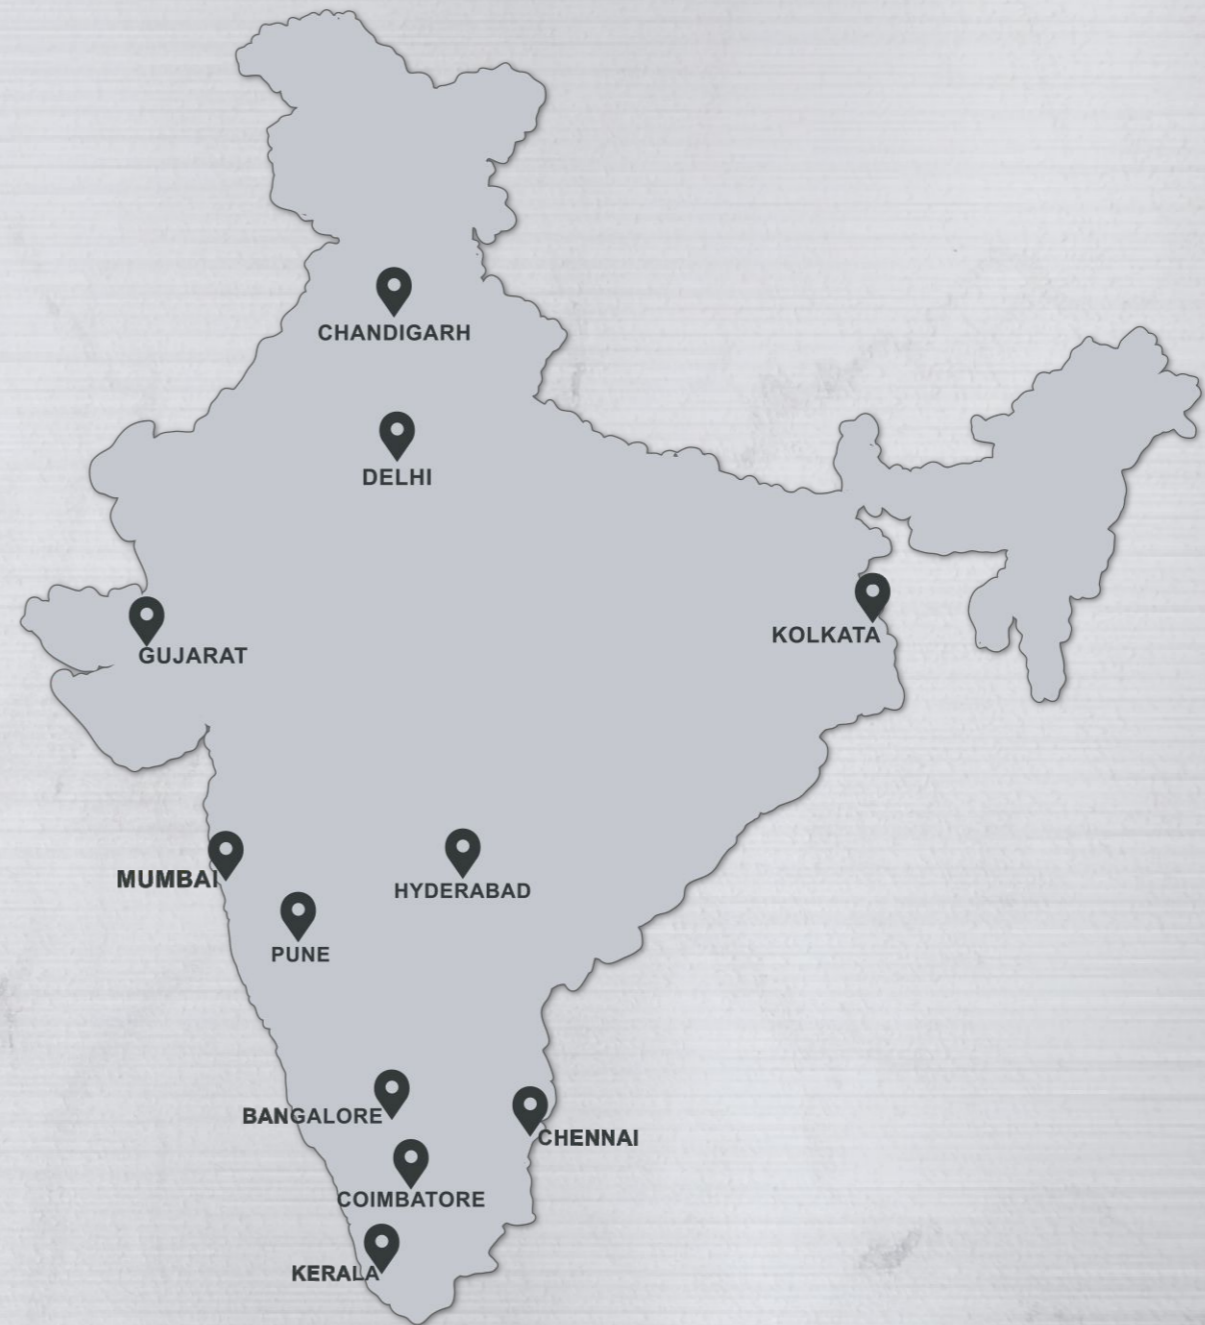 CHANDIGARH
DELHI
KOLKATA
GUJARAT
MUMBAI
HYDERABAD
PUNE
BANGALORE
CHENNAI
COIMBATORE
KERALA